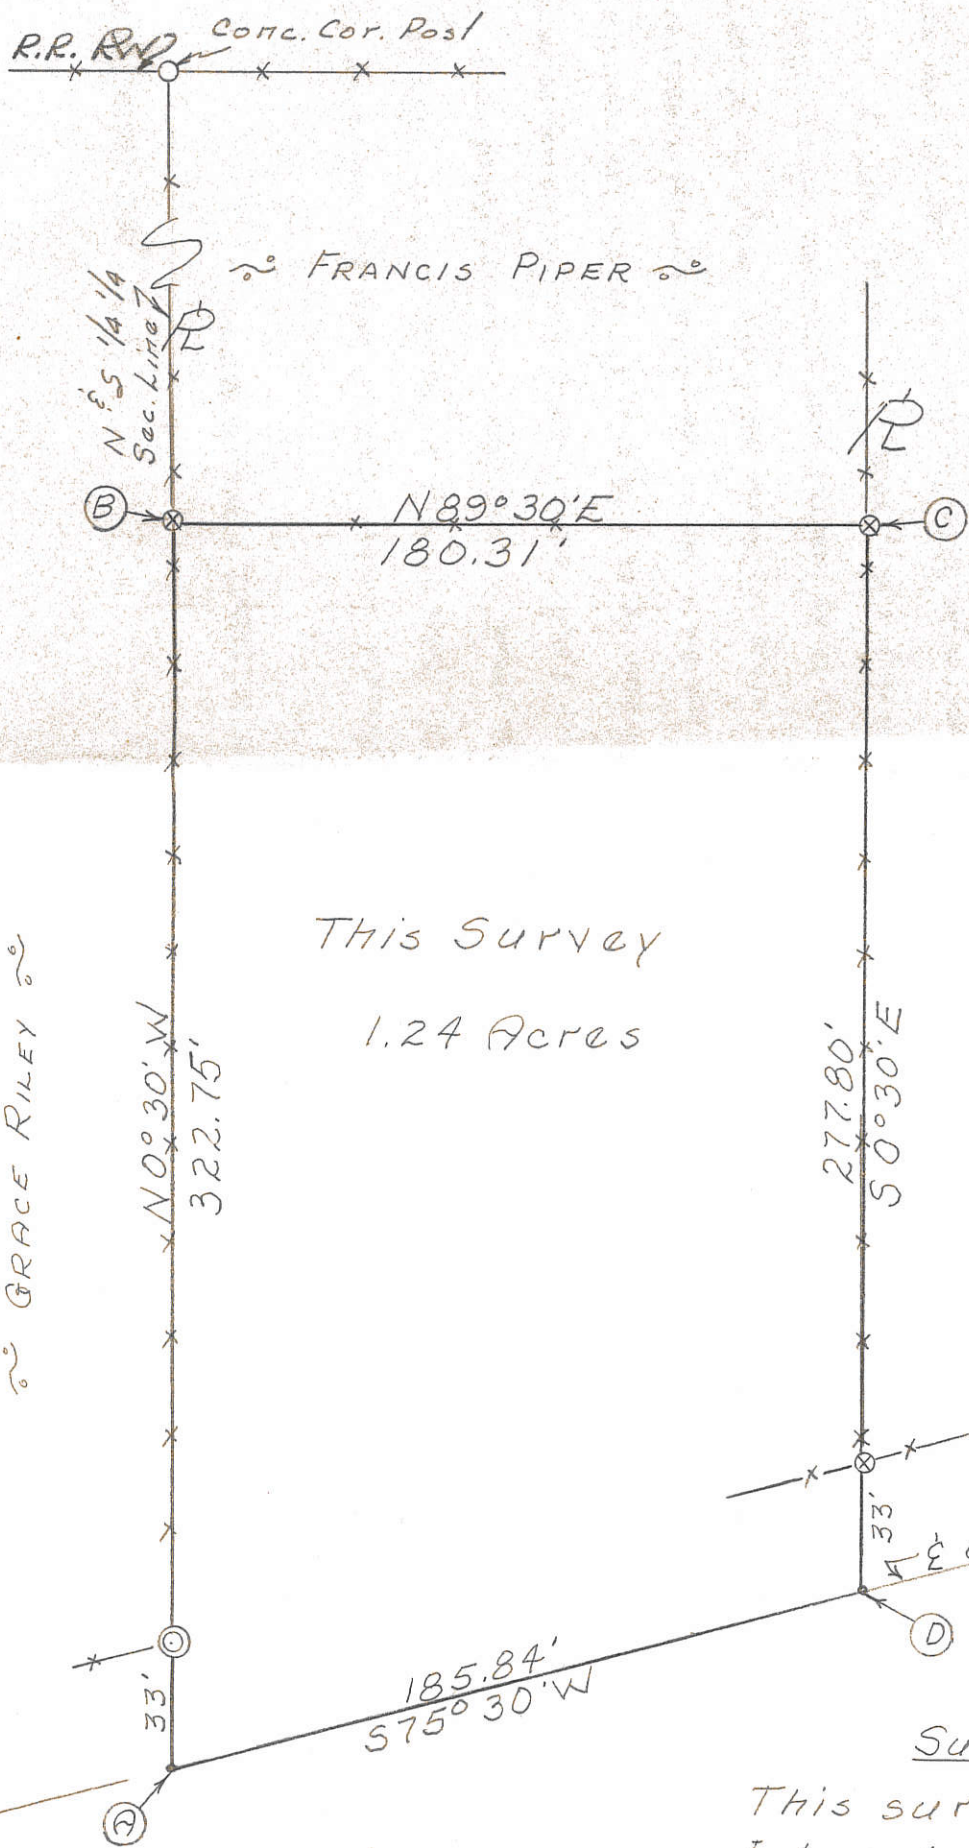 R.R. RW
Conc. Cor. Post
FRANCIS PIPER
N & S 1/4 1/4
Sec. Line
B
N89°30'E
180.31'
C
This Survey
1.24 Acres
GRACE RILEY
N0°30'W
322.75'
277.80'
S0°30'E
33'
33'
D
185.84'
S75°30'W
A
Su
This sur